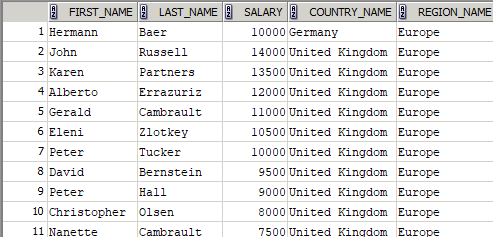 FIRST_NAME LAST_NAME SALARY COUNTRY_NAME REGION_NAME
1 Hermann Baer 10000 Germany Europe
2 John Russell 14000 United Kingdom Europe
3 Karen Partners 13500 United Kingdom Europe
4 Alberto Errazuriz 12000 United Kingdom Europe
5 Gerald Cambrault 11000 United Kingdom Europe
6 Eleni Zlotkey 10500 United Kingdom Europe
7 Peter Tucker 10000 United Kingdom Europe
8 David Bernstein 9500 United Kingdom Europe
9 Peter Hall 9000 United Kingdom Europe
10 Christopher Olsen 8000 United Kingdom Europe
11 Nanette Cambrault 7500 United Kingdom Europe